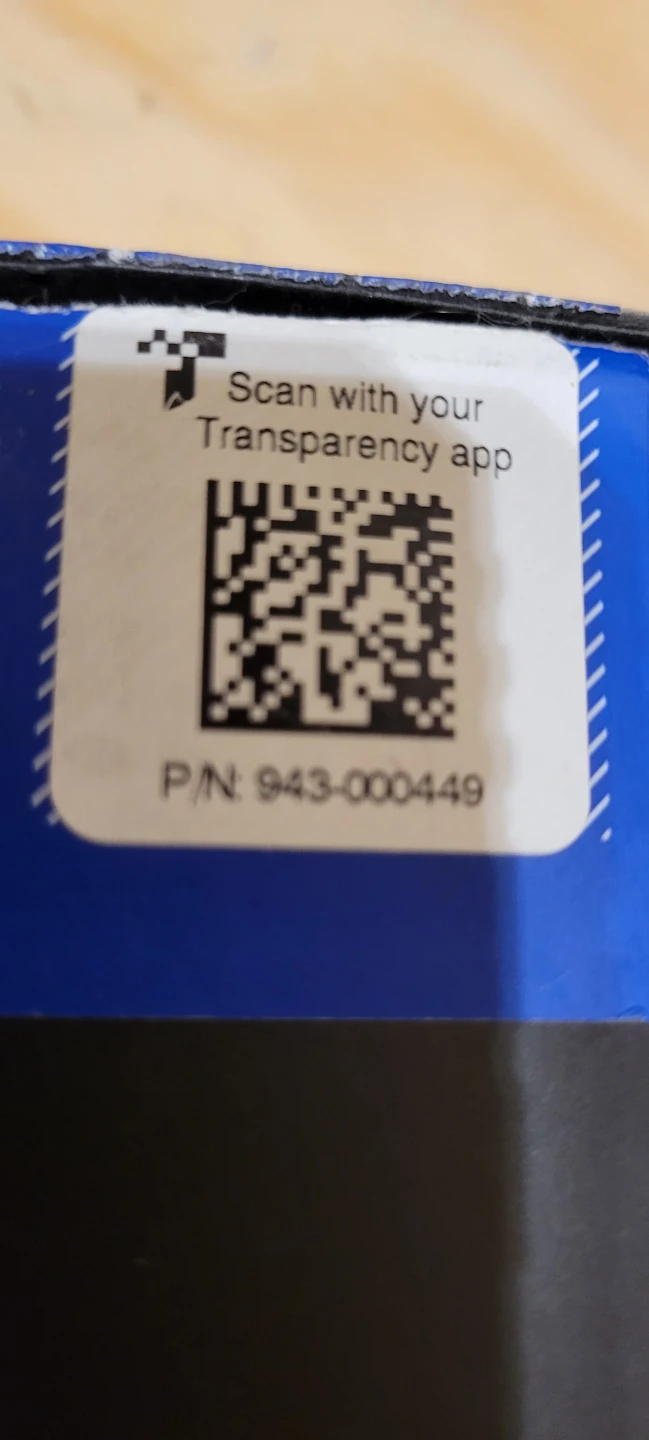 Scan with your
Transparency app
P/N: 943-000449